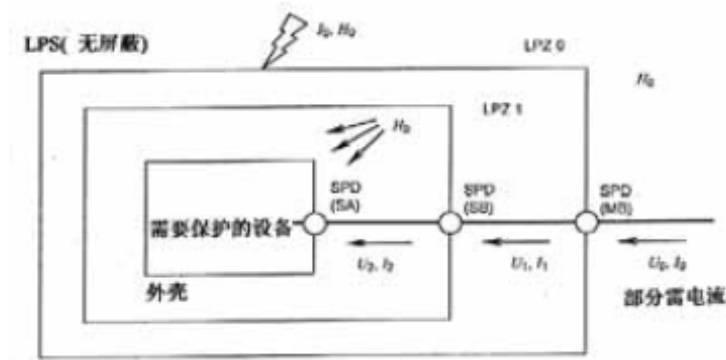 LPS( 无屏蔽)
I₀, H₀
LPZ 0
H₀
LPZ 1
H₀
SPD
(SA)
SPD
(SB)
SPD
(MB)
需要保护的设备
U₂, I₂
U₁, I₁
U₀, I₀
外壳
部分雷电流